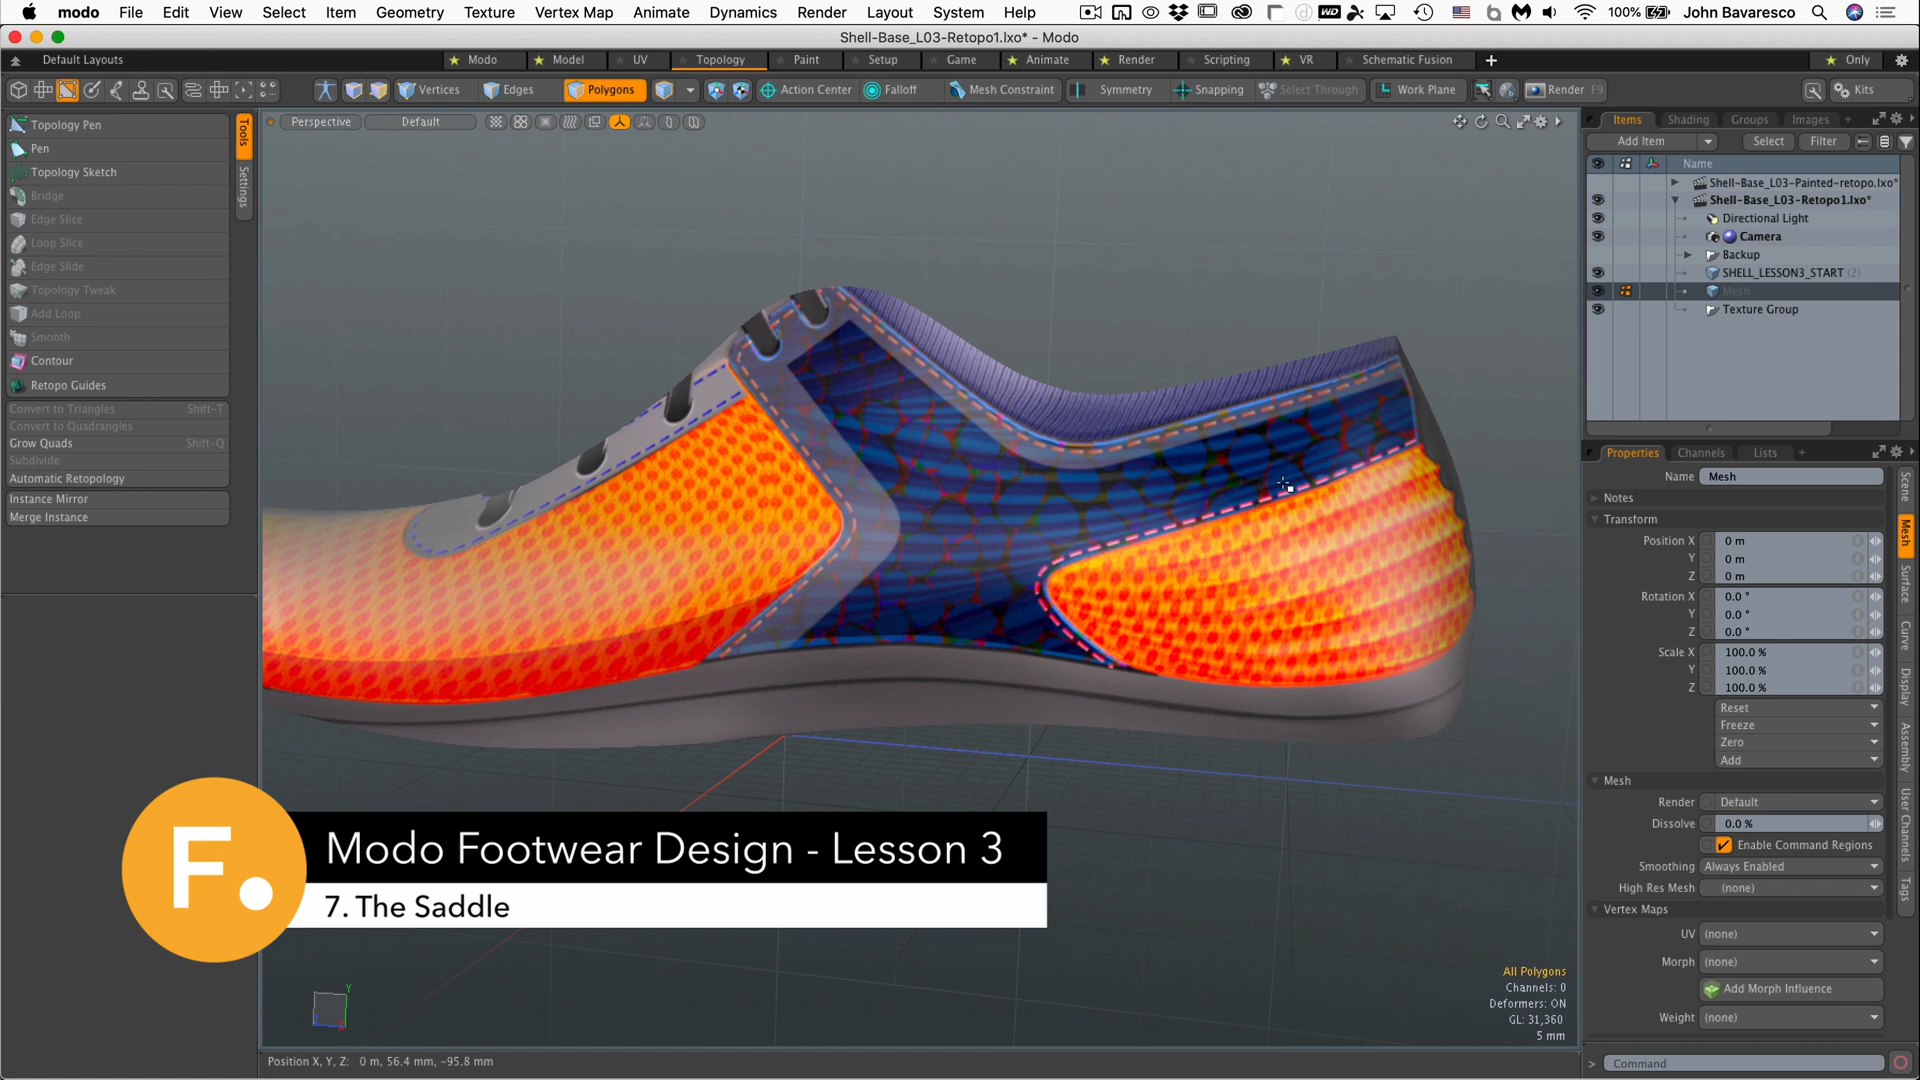 modo File Edit View Select Item Geometry Texture Vertex Map Animate Dynamics Render Layout System Help 100% John Bavaresco
Shell-Base_L03-Retopo1.lxo* - Modo
Default Layouts Modo Model UV Topology Paint Setup Game Animate Render Scripting VR Schematic Fusion + Only
Vertices Edges Polygons Action Center Falloff Mesh Constraint Symmetry Snapping Select Through Work Plane Render F9 Kits
Topology Pen
Pen
Topology Sketch
Bridge
Edge Slice
Loop Slice
Edge Slide
Topology Tweak
Add Loop
Smooth
Contour
Retopo Guides
Convert to Triangles Shift-T
Convert to Quadrangles
Grow Quads Shift-Q
Subdivide
Automatic Retopology
Instance Mirror
Merge Instance
Tools
Settings
Perspective Default
Items Shading Groups Images +
Add Item Select Filter
Name
Shell-Base_L03-Painted-retopo.lxo*
Shell-Base_L03-Retopo1.lxo*
Directional Light
Camera
Backup
SHELL_LESSON3_START (2)
Mesh
Texture Group
Properties Channels Lists +
Name Mesh
Notes
Transform
Position X 0 m
Y 0 m
Z 0 m
Rotation X 0.0 °
Y 0.0 °
Z 0.0 °
Scale X 100.0 %
Y 100.0 %
Z 100.0 %
Reset
Freeze
Zero
Add
Mesh
Render Default
Dissolve 0.0 %
Enable Command Regions
Smoothing Always Enabled
High Res Mesh (none)
Vertex Maps
UV (none)
Morph (none)
Add Morph Influence
Weight (none)
Scene
Mesh
Surface
Curve
Display
Assembly
User Channels
Tags
F.
Modo Footwear Design - Lesson 3
7. The Saddle
All Polygons
Channels: 0
Deformers: ON
GL: 31,360
5 mm
Position X, Y, Z: 0 m, 56.4 mm, -95.8 mm
> Command